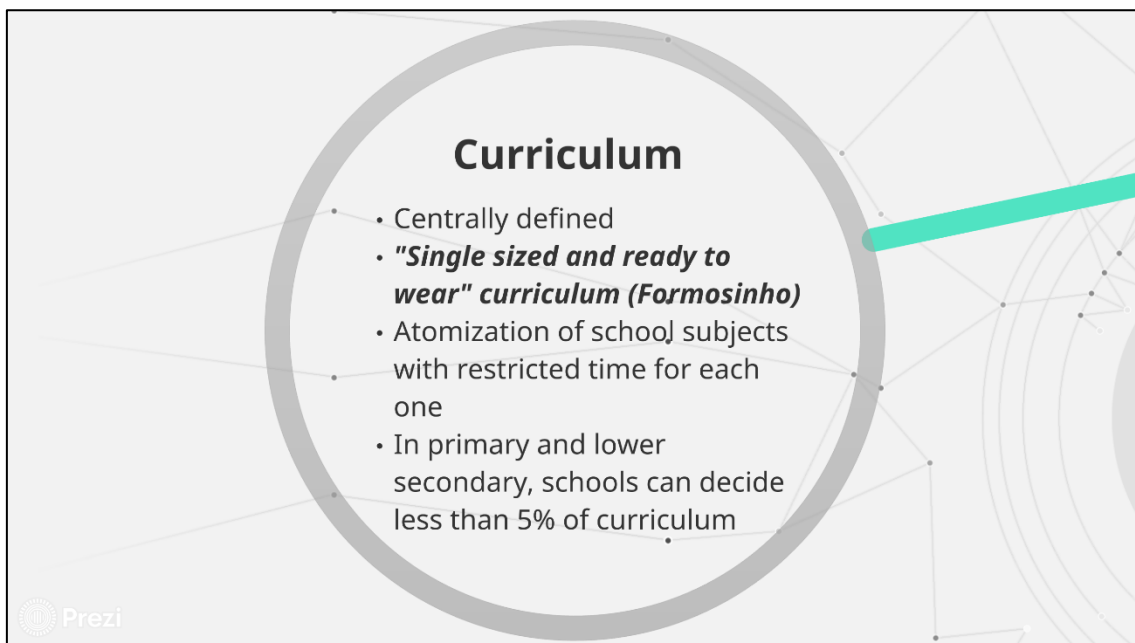 Curriculum
• Centrally defined
• "Single sized and ready to
wear" curriculum (Formosinho)
• Atomization of school subjects
with restricted time for each
one
• In primary and lower
secondary, schools can decide
less than 5% of curriculum
Prezi